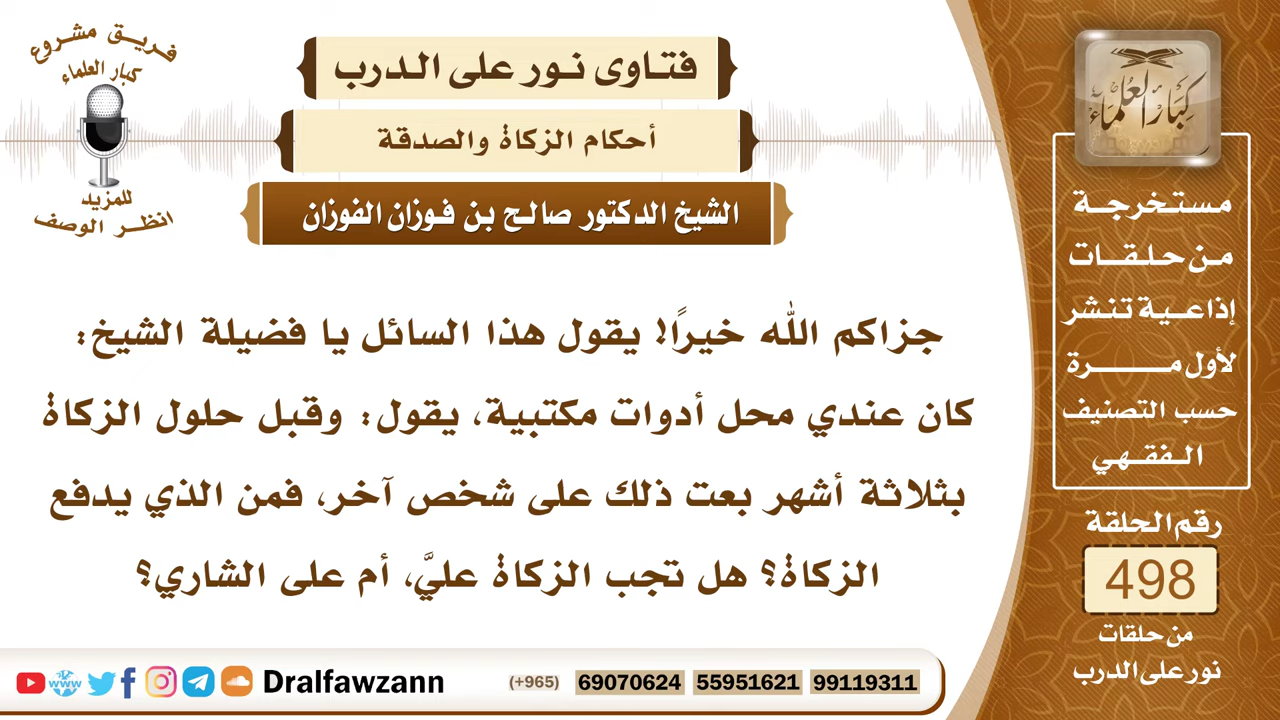 فريق مشروع
كبار العلماء
للمزيد
انظر الوصف
فتاوى نور على الدرب
أحكام الزكاة والصدقة
الشيخ الدكتور صالح بن فوزان الفوزان
جزاكم الله خيرًا! يقول هذا السائل يا فضيلة الشيخ:
كان عندي محل أدوات مكتبية، يقول: وقبل حلول الزكاة
بثلاثة أشهر بعت ذلك على شخص آخر، فمن الذي يدفع
الزكاة؟ هل تجب الزكاة عليَّ، أم على الشاري؟
كبار العلماء
مستخرجة
من حلقات
إذاعية تنشر
لأول مرة
حسب التصنيف
الفقهي
رقم الحلقة
498
من حلقات
نور على الدرب
www
Dralfawzann
(+965) 69070624 55951621 99119311